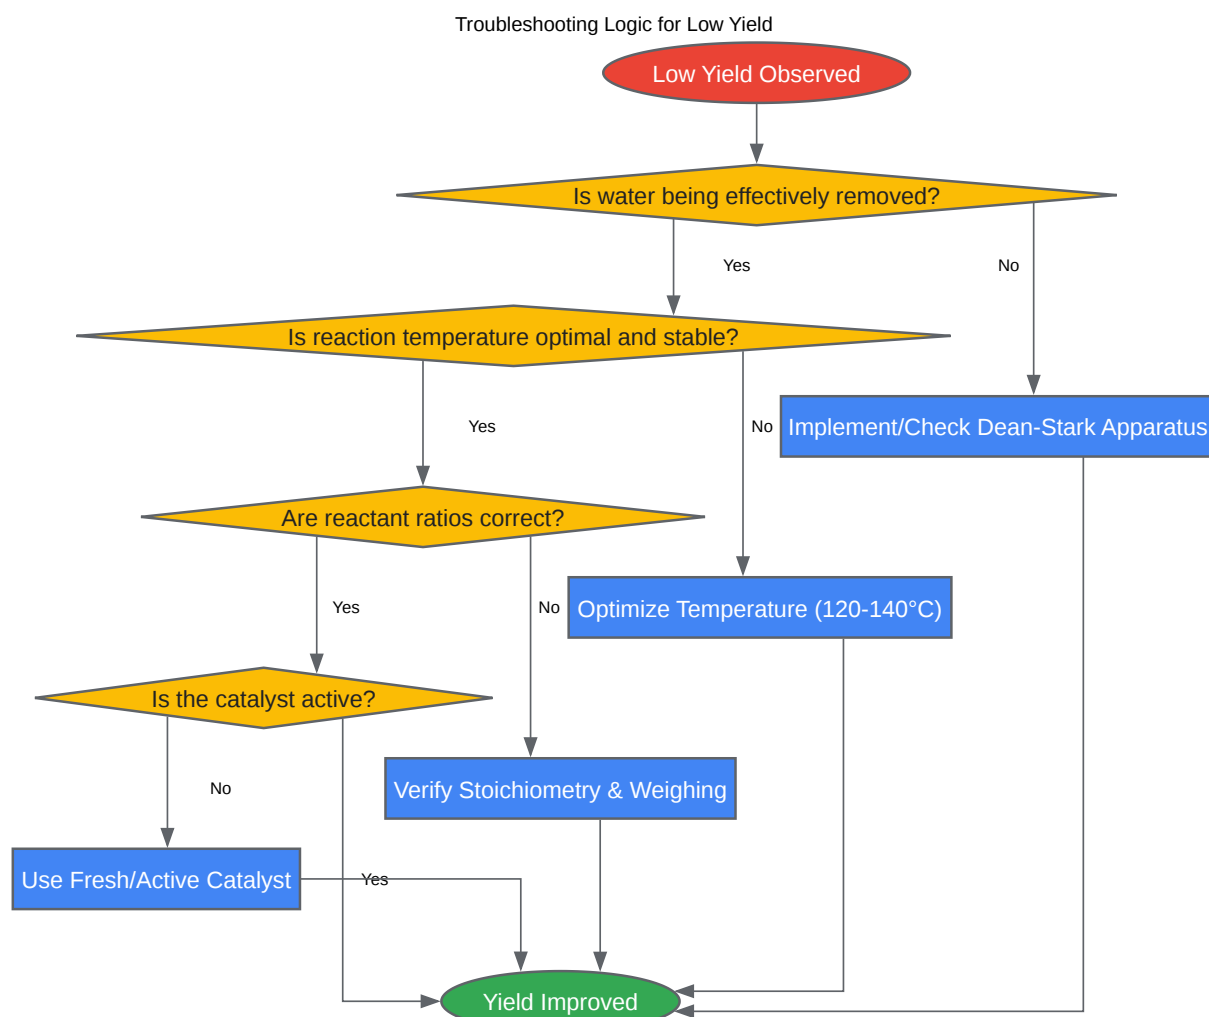 Troubleshooting Logic for Low Yield
Low Yield Observed
Is water being effectively removed?
Yes
No
Is reaction temperature optimal and stable?
Yes
No
Implement/Check Dean-Stark Apparatus
Are reactant ratios correct?
Yes
No
Optimize Temperature (120-140°C)
Is the catalyst active?
No
Verify Stoichiometry & Weighing
Use Fresh/Active Catalyst
Yes
Yield Improved